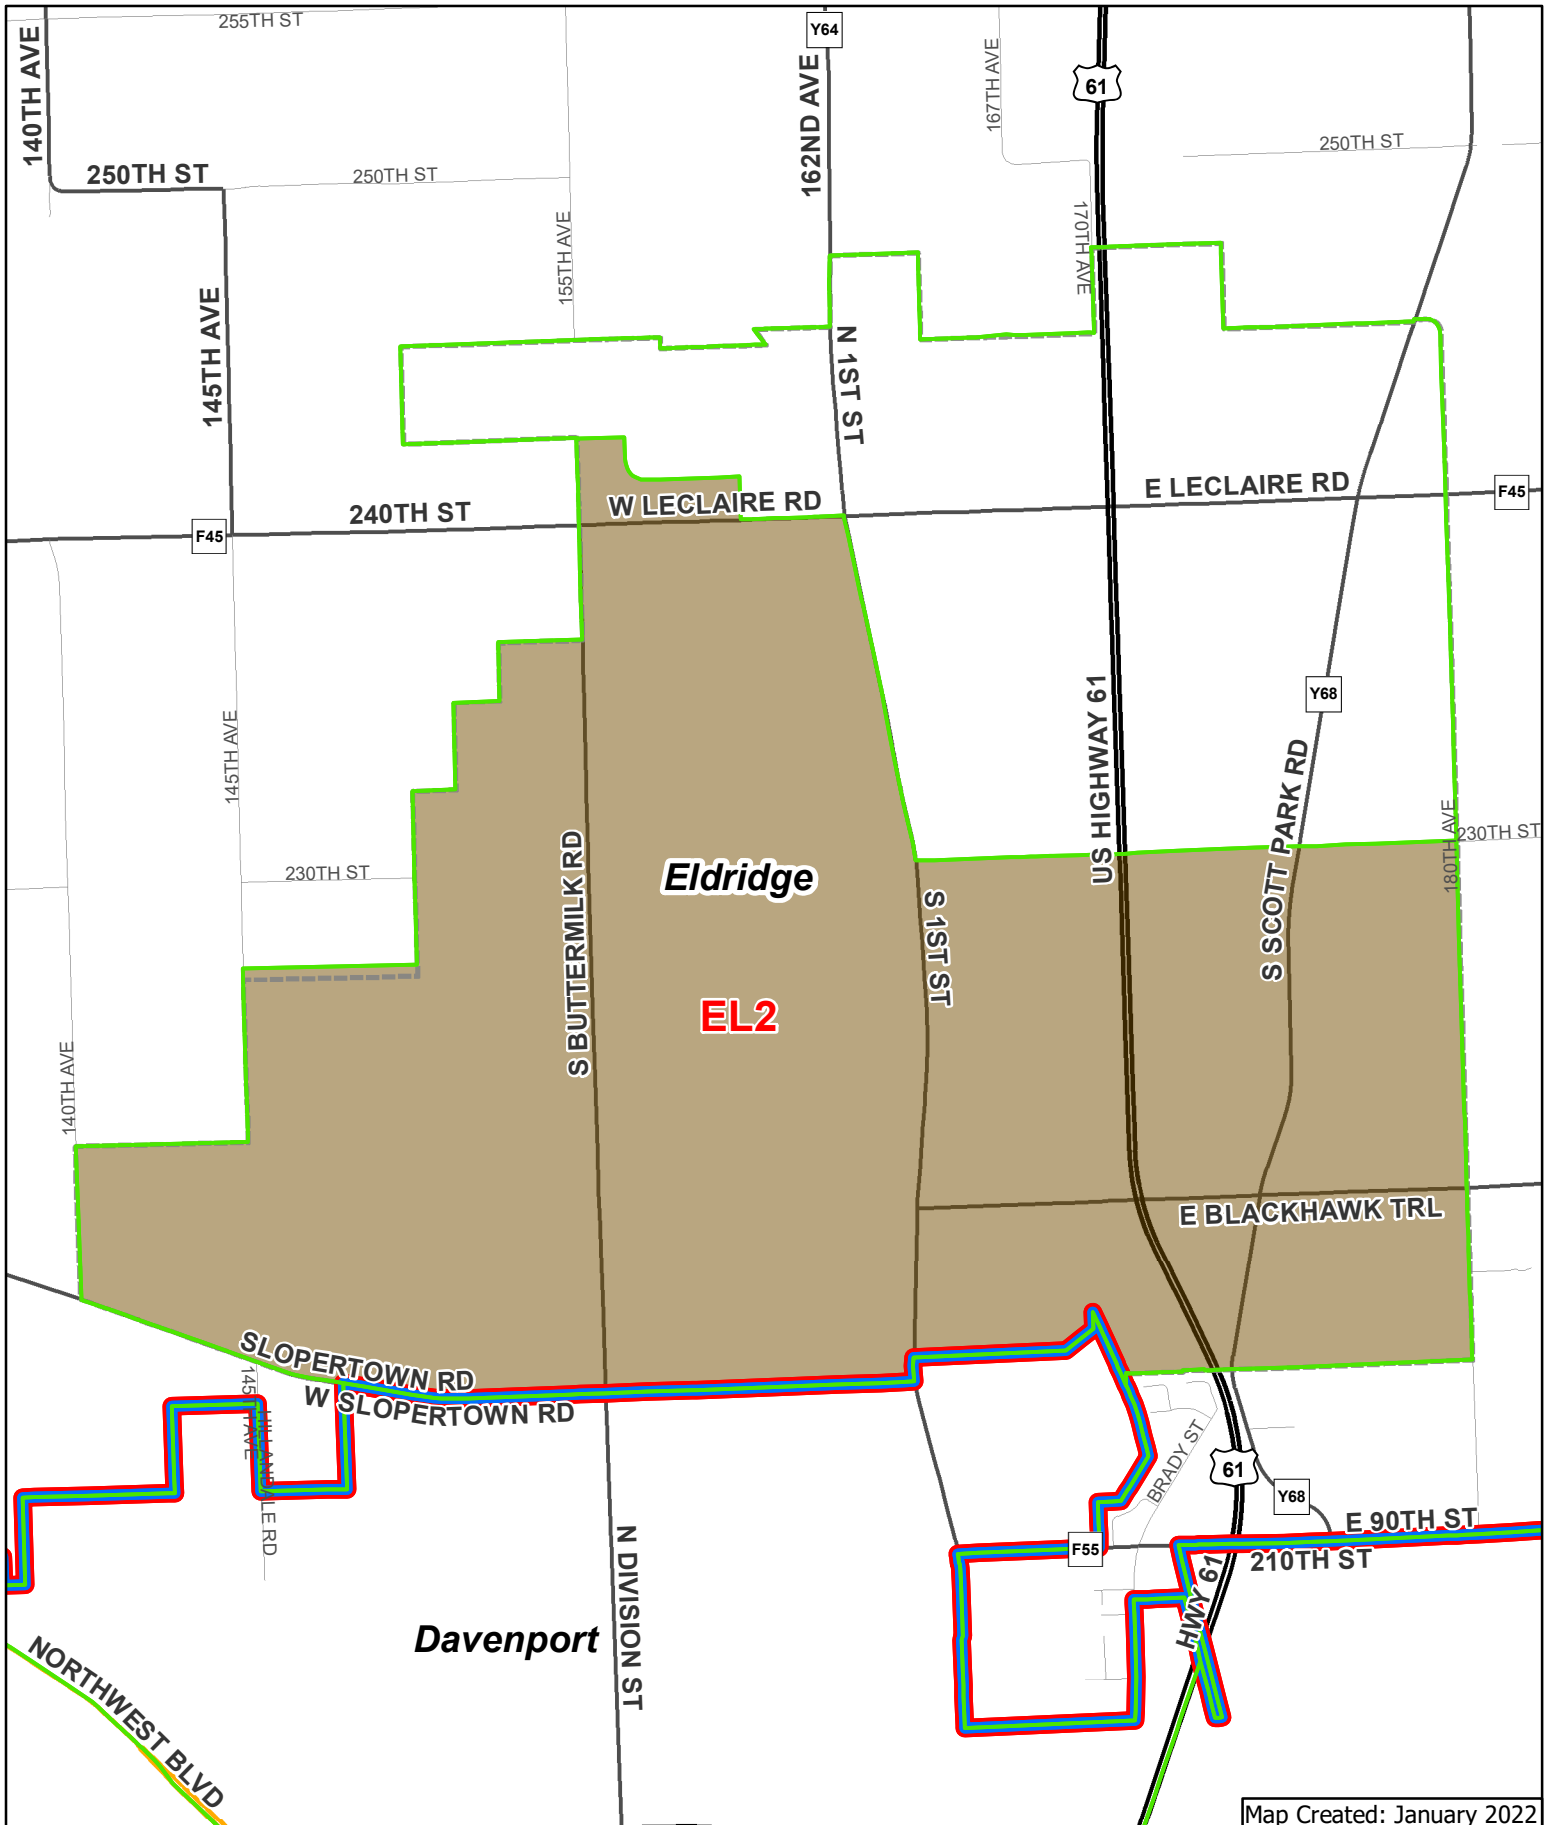 255TH ST
Y64
140TH AVE
167TH AVE
61
162ND AVE
250TH ST
250TH ST
250TH ST
155TH AVE
170TH AVE
145TH AVE
N 1ST ST
E LECLAIRE RD
F45
W LECLAIRE RD
240TH ST
F45
Y68
US HIGHWAY 61
145TH AVE
S SCOTT PARK RD
180TH AVE
230TH ST
230TH ST
Eldridge
S BUTTERMILK RD
S 1ST ST
EL2
140TH AVE
E BLACKHAWK TRL
SLOPERTOWN RD
W SLOPERTOWN RD
145TH AVE
HILLANDALE RD
BRADY ST
61
Y68
E 90TH ST
F55
210TH ST
HWY 61
N DIVISION ST
Davenport
NORTHWEST BLVD
Map Created: January 2022